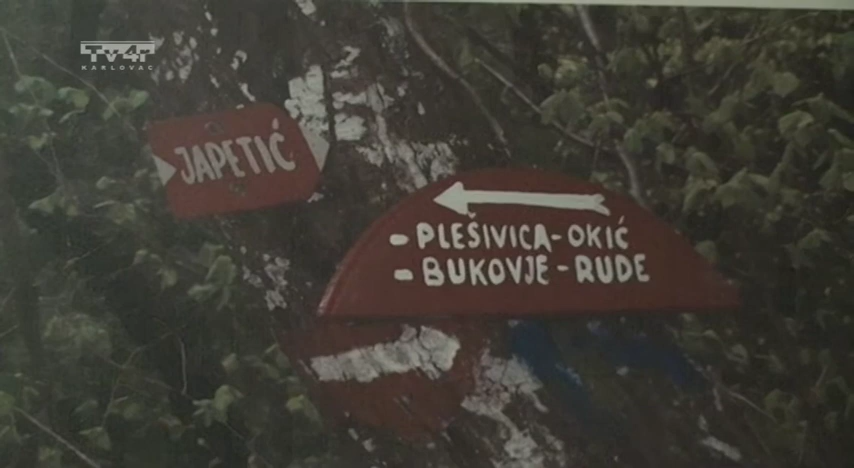 TV4R
KARLOVAC
JAPETIĆ
- PLEŠIVICA - OKIĆ
- BUKOVJE - RUDE